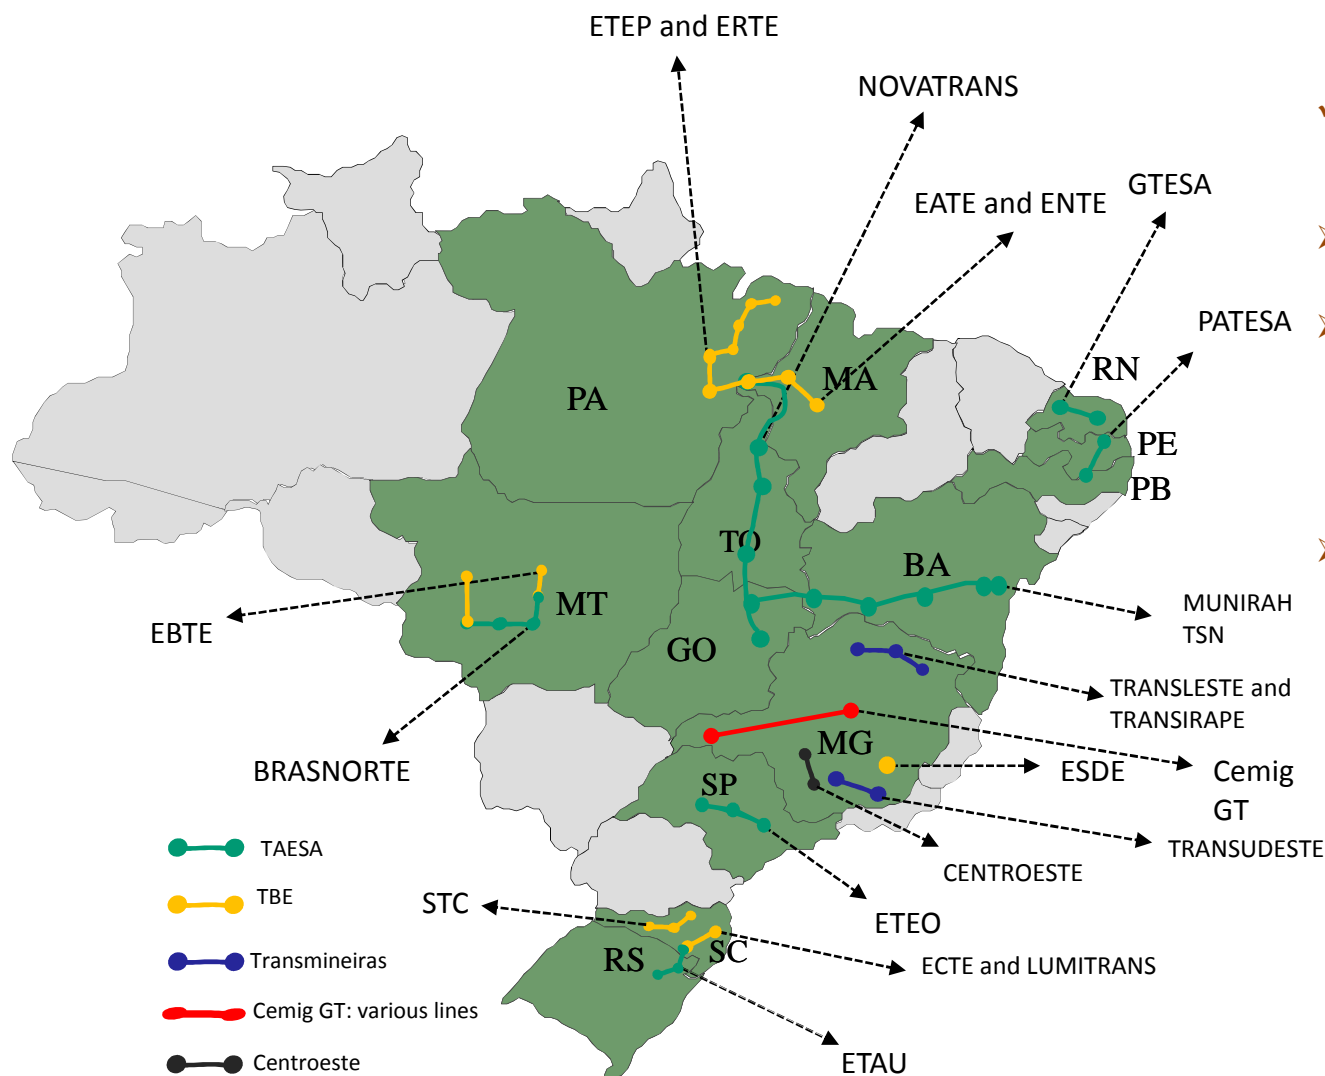 ETEP and ERTE
NOVATRANS
GTESA
EATE and ENTE
PATESA
RN
MA
PA
PE
PB
TO
BA
MT
MUNIRAH
TSN
EBTE
GO
TRANSLESTE and
TRANSIRAPE
MG
BRASNORTE
ESDE
Cemig
GT
SP
TAESA
TRANSUDESTE
CENTROESTE
TBE
STC
ETEO
SC
RS
Transmineiras
ECTE and LUMITRANS
Cemig GT: various lines
ETAU
Centroeste